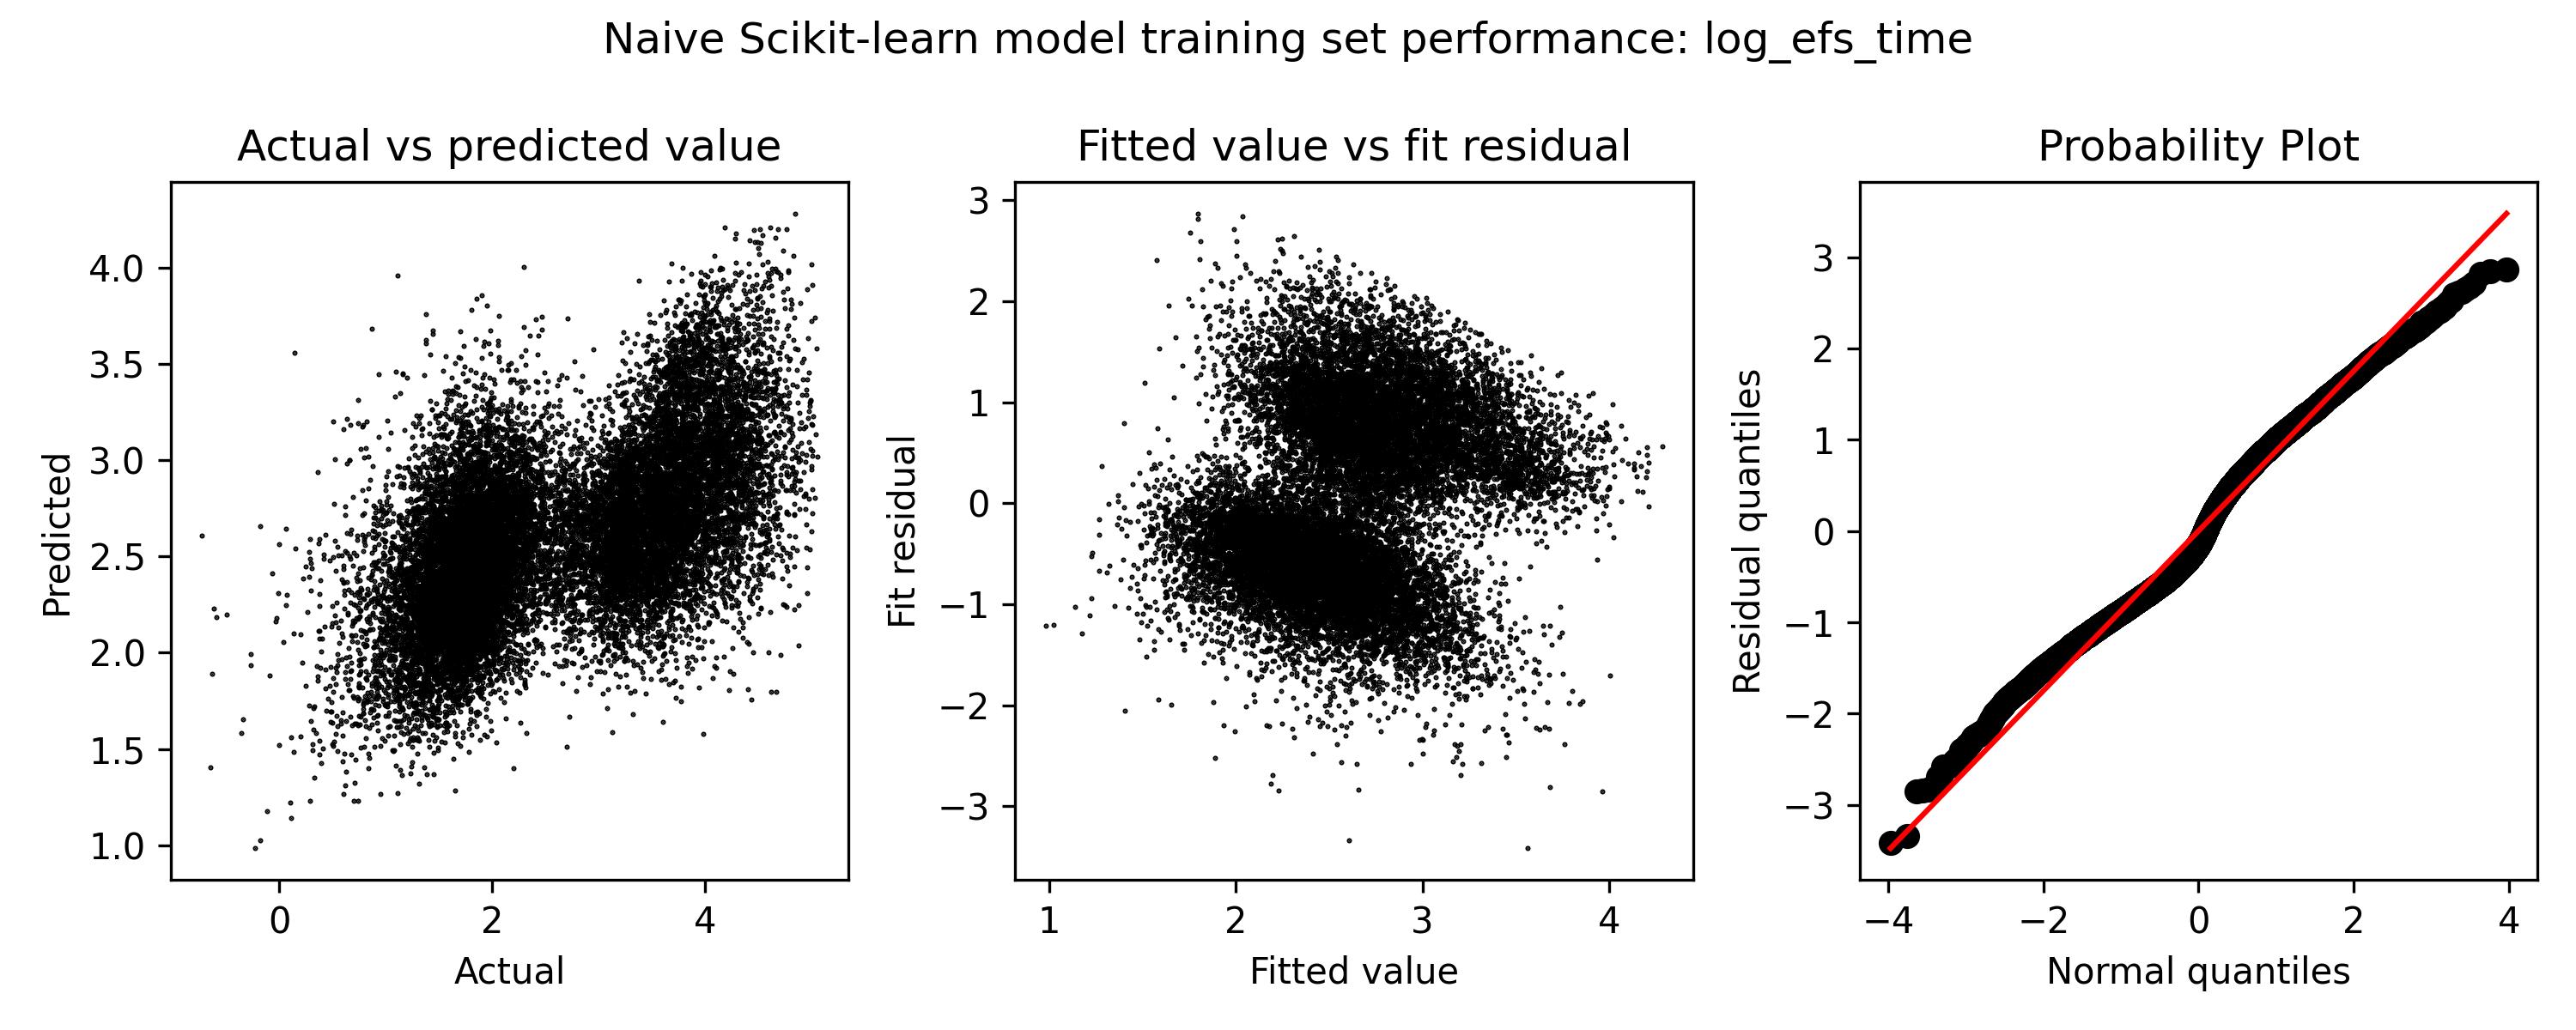 Naive Scikit-learn model training set performance: log_efs_time
Actual vs predicted value
4.0
3.5
3.0
2.5
2.0
1.5
1.0
Predicted
0 2 4
Actual
Fitted value vs fit residual
3
2
1
0
−1
−2
−3
Fit residual
1 2 3 4
Fitted value
Probability Plot
3
2
1
0
−1
−2
−3
Residual quantiles
−4 −2 0 2 4
Normal quantiles